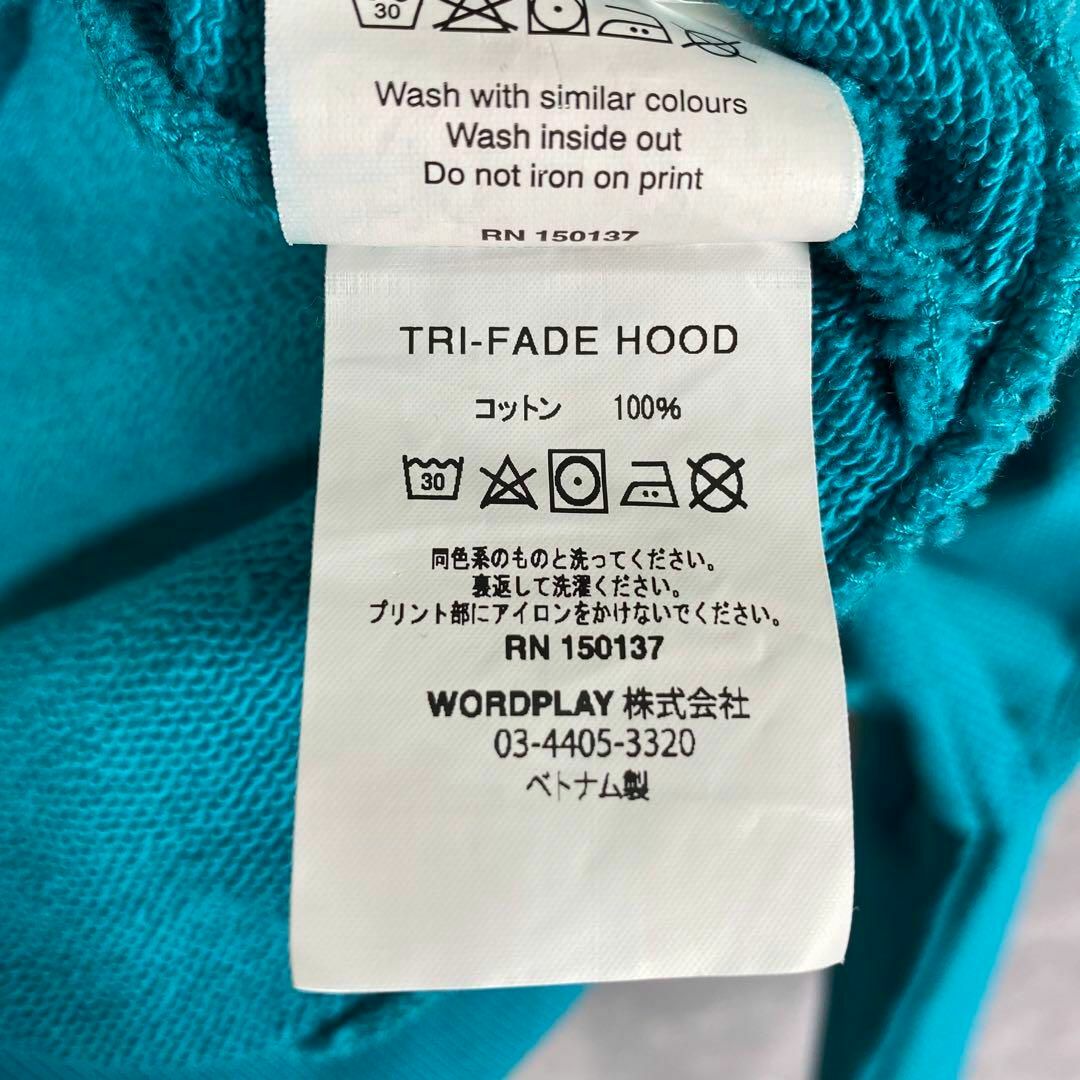 30
Wash with similar colours
Wash inside out
Do not iron on print
RN 150137
TRI-FADE HOOD
コットン 100%
30
同色系のものと洗ってください。
裏返して洗濯ください。
プリント部にアイロンをかけないでください。
RN 150137
WORDPLAY 株式会社
03-4405-3320
ベトナム製